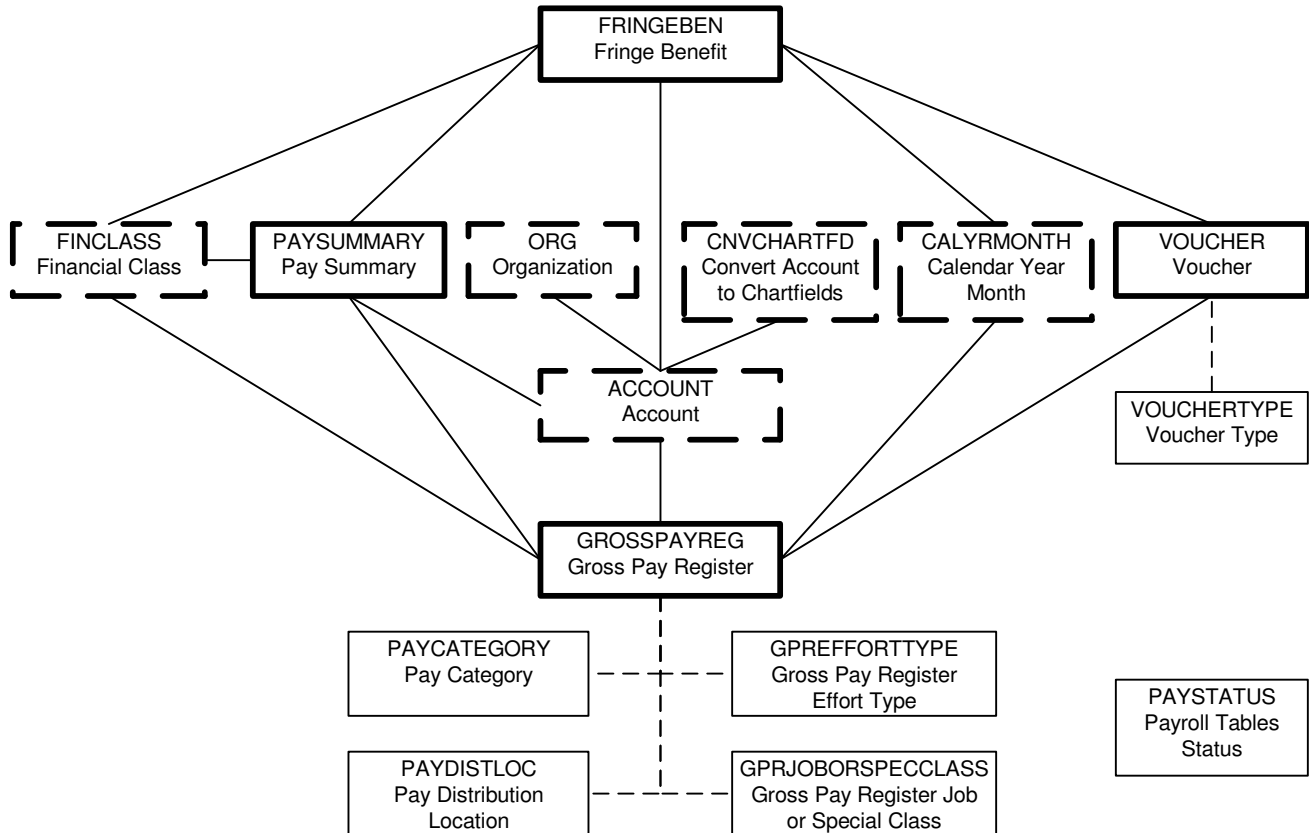 FRINGEBEN
Fringe Benefit
FINCLASS
Financial Class
PAYSUMMARY
Pay Summary
ORG
Organization
CNVCHARTFD
Convert Account
to Chartfields
CALYRMONTH
Calendar Year
Month
VOUCHER
Voucher
ACCOUNT
Account
VOUCHERTYPE
Voucher Type
GROSSPAYREG
Gross Pay Register
PAYCATEGORY
Pay Category
GPREFFORTTYPE
Gross Pay Register
Effort Type
PAYSTATUS
Payroll Tables
Status
PAYDISTLOC
Pay Distribution
Location
GPRJOBORSPECCLASS
Gross Pay Register Job
or Special Class